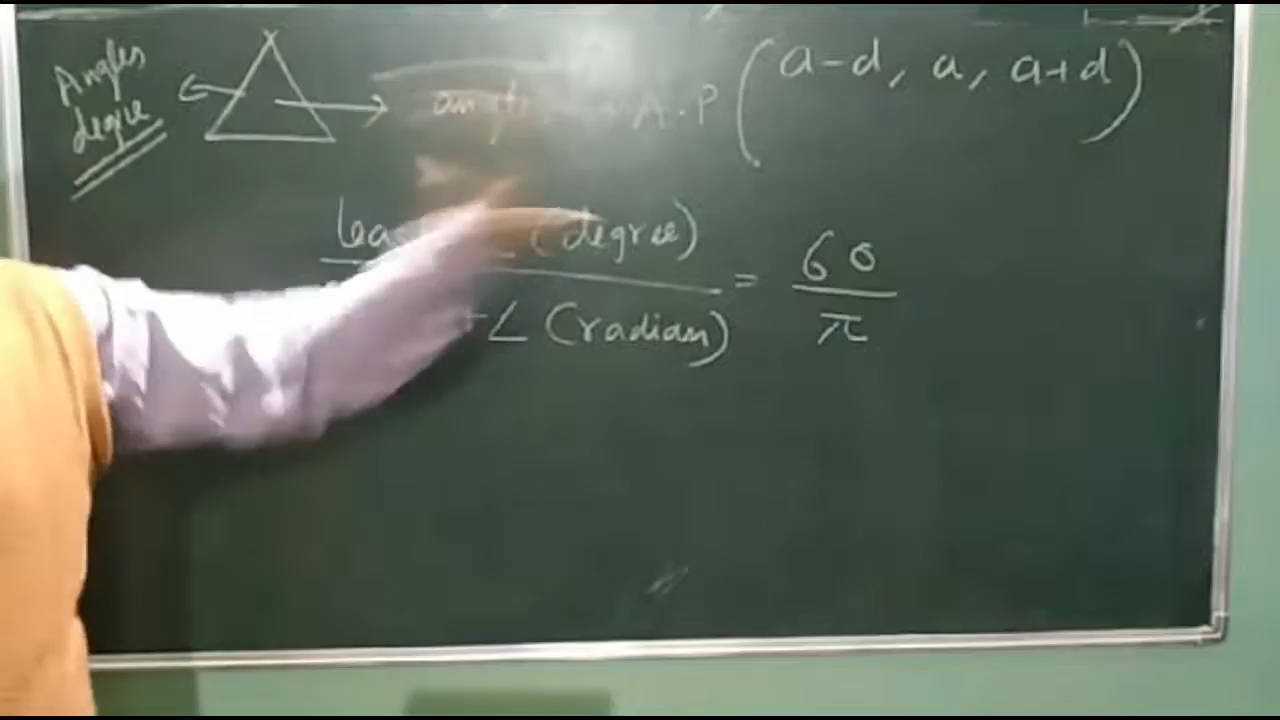 Angles
degree
A.P (a-d, a, a+d)
∠ (degree) = 60
∠ (radian) π